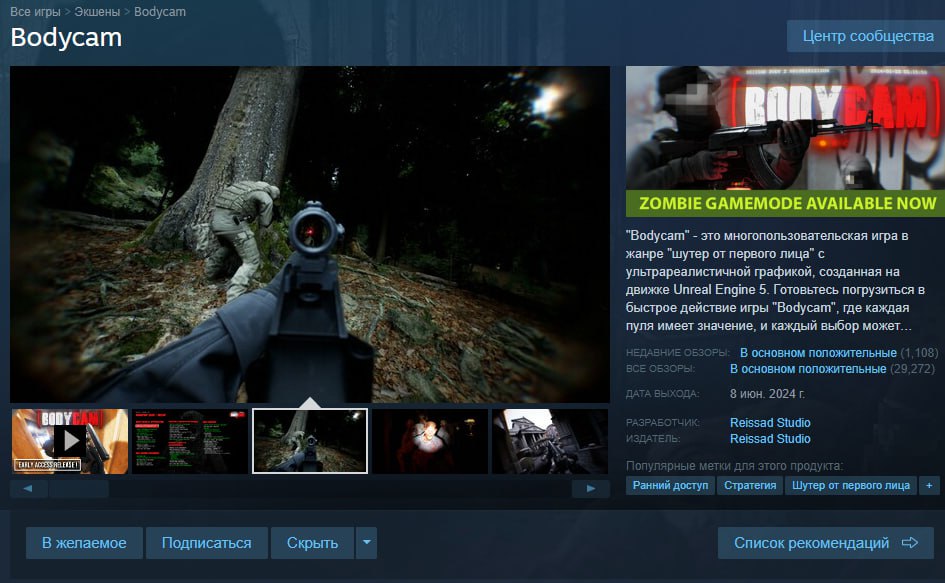 Все игры > Экшены > Bodycam
Bodycam
Центр сообщества
BODYCAM
ZOMBIE GAMEMODE AVAILABLE NOW
"Bodycam" - это многопользовательская игра в
жанре "шутер от первого лица" с
ультрареалистичной графикой, созданная на
движке Unreal Engine 5. Готовьтесь погрузиться в
быстрое действие игры "Bodycam", где каждая
пуля имеет значение, и каждый выбор может…
НЕДАВНИЕ ОБЗОРЫ: В основном положительные (1,108)
ВСЕ ОБЗОРЫ: В основном положительные (29,272)
ДАТА ВЫХОДА: 8 июн. 2024 г.
РАЗРАБОТЧИК: Reissad Studio
ИЗДАТЕЛЬ: Reissad Studio
Популярные метки для этого продукта:
Ранний доступ Стратегия Шутер от первого лица +
BODYCAM
EARLY ACCESS RELEASE!
В желаемое Подписаться Скрыть Список рекомендаций